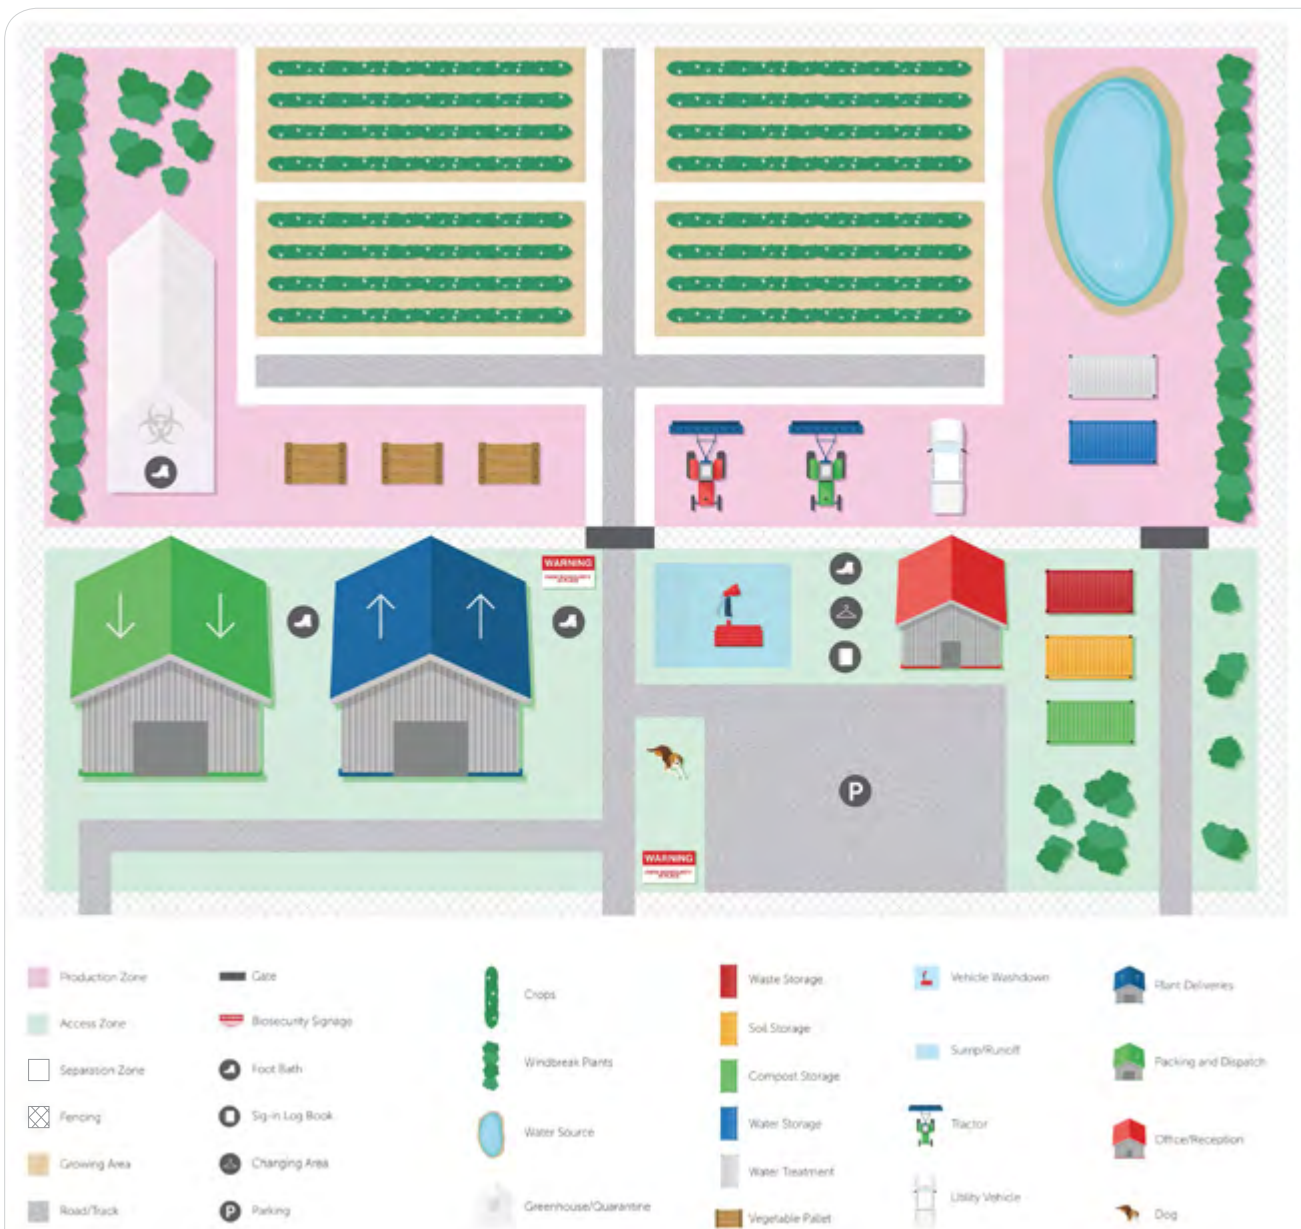 WARNING
P
WARNING
Production Zone
Access Zone
Separation Zone
Fencing
Growing Area
Road/Track
Gate
Biosecurity Signage
Foot Bath
Sig-in Log Book
Changing Area
P Parking
Crops
Windbreak Plants
Water Source
Greenhouse/Quarantine
Waste Storage
Soil Storage
Compost Storage
Water Storage
Water Treatment
Vegetable Pallet
Vehicle Washdown
Sump/Runoff
Tractor
Utility Vehicle
Plant Deliveries
Packing and Dispatch
Office/Reception
Dog